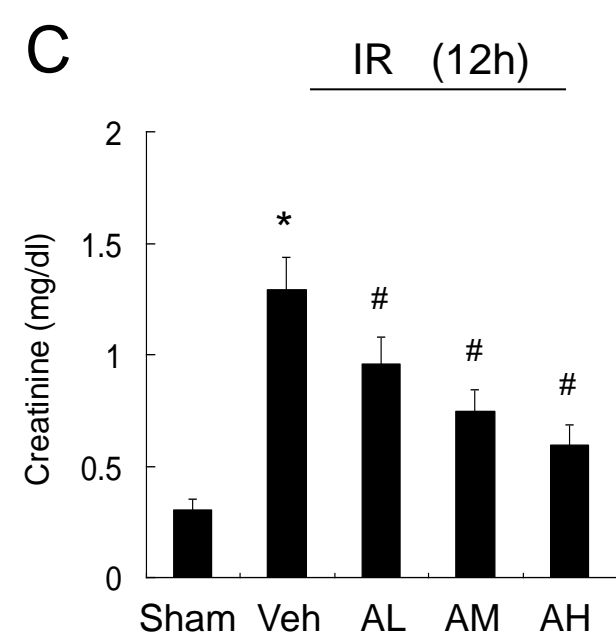 C
IR (12h)
Creatinine (mg/dl)
2
1.5
1
0.5
0
*
#
#
#
Sham Veh AL AM AH